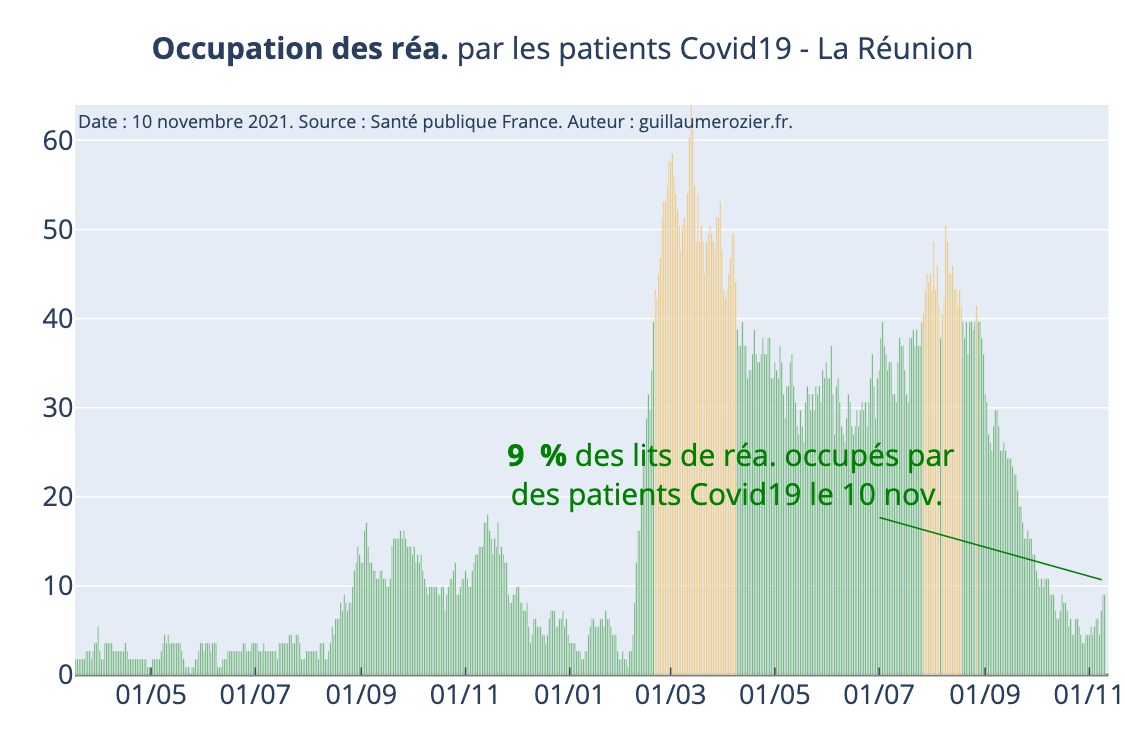 Occupation des réa. par les patients Covid19 - La Réunion
Date : 10 novembre 2021. Source : Santé publique France. Auteur : guillaumerozier.fr.
60
50
40
30
20
10
0
9 % des lits de réa. occupés par
des patients Covid19 le 10 nov.
01/05 01/07 01/09 01/11 01/01 01/03 01/05 01/07 01/09 01/11